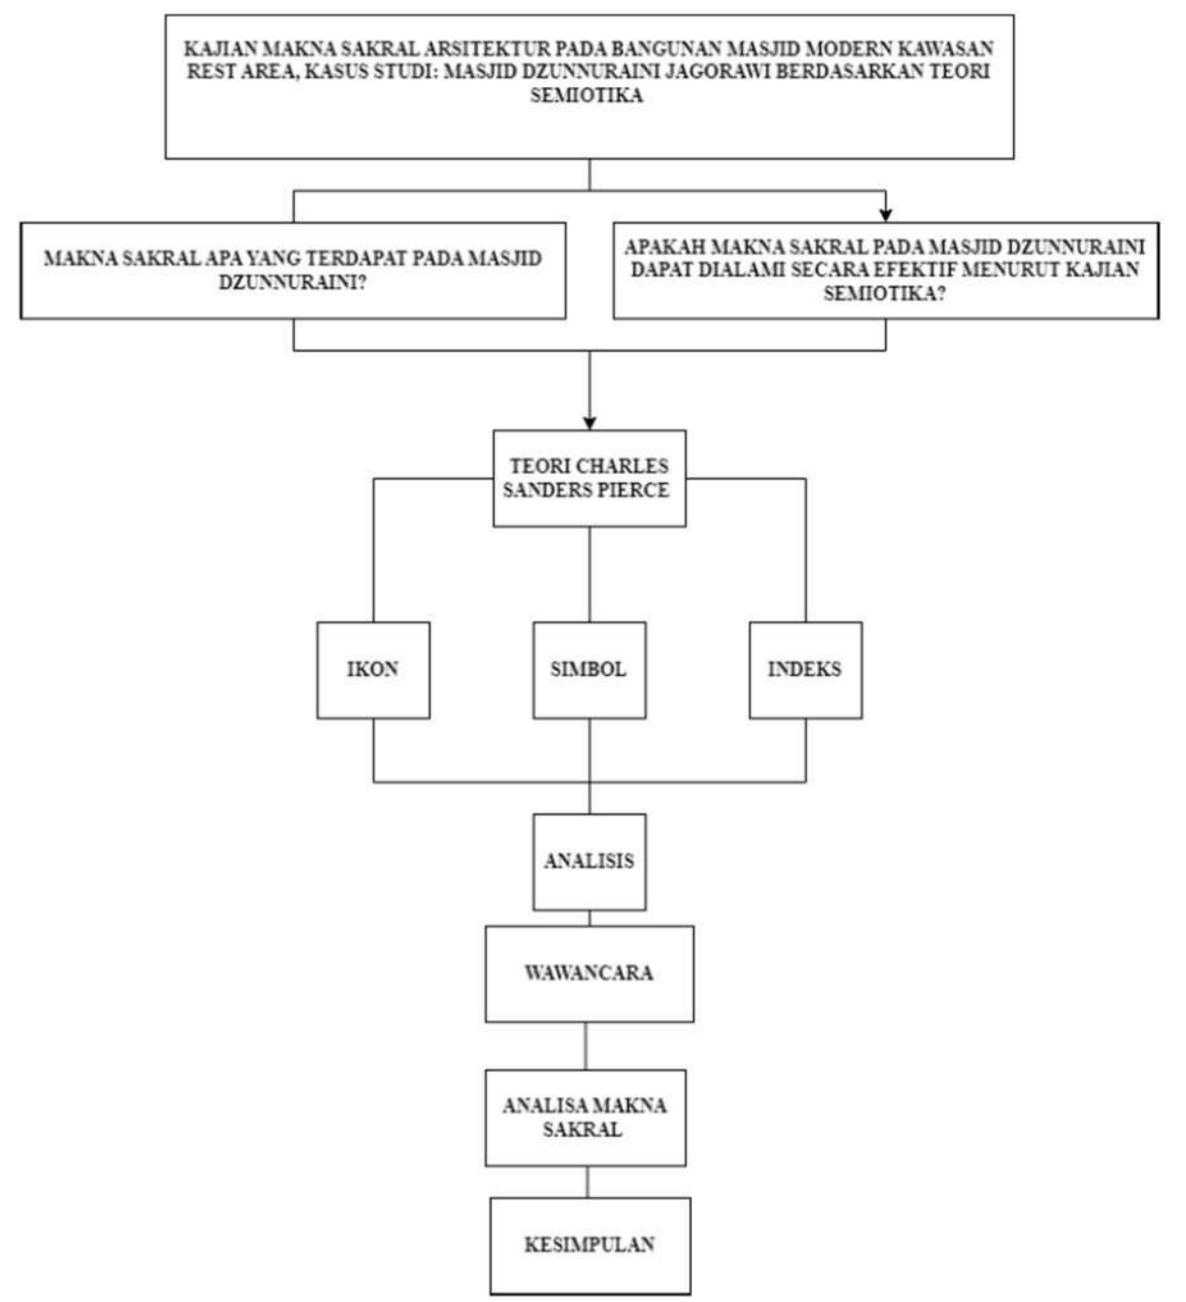 KAJIAN MAKNA SAKRAL ARSITEKTUR PADA BANGUNAN MASJID MODERN KAWASAN
REST AREA, KASUS STUDI: MASJID DZUNNURAINI JAGORAWI BERDASARKAN TEORI
SEMIOTIKA
MAKNA SAKRAL APA YANG TERDAPAT PADA MASJID
DZUNNURAINI?
APAKAH MAKNA SAKRAL PADA MASJID DZUNNURAINI
DAPAT DIALAMI SECARA EFEKTIF MENURUT KAJIAN
SEMIOTIKA?
TEORI CHARLES
SANDERS PIERCE
IKON
SIMBOL
INDEKS
ANALISIS
WAWANCARA
ANALISA MAKNA
SAKRAL
KESIMPULAN